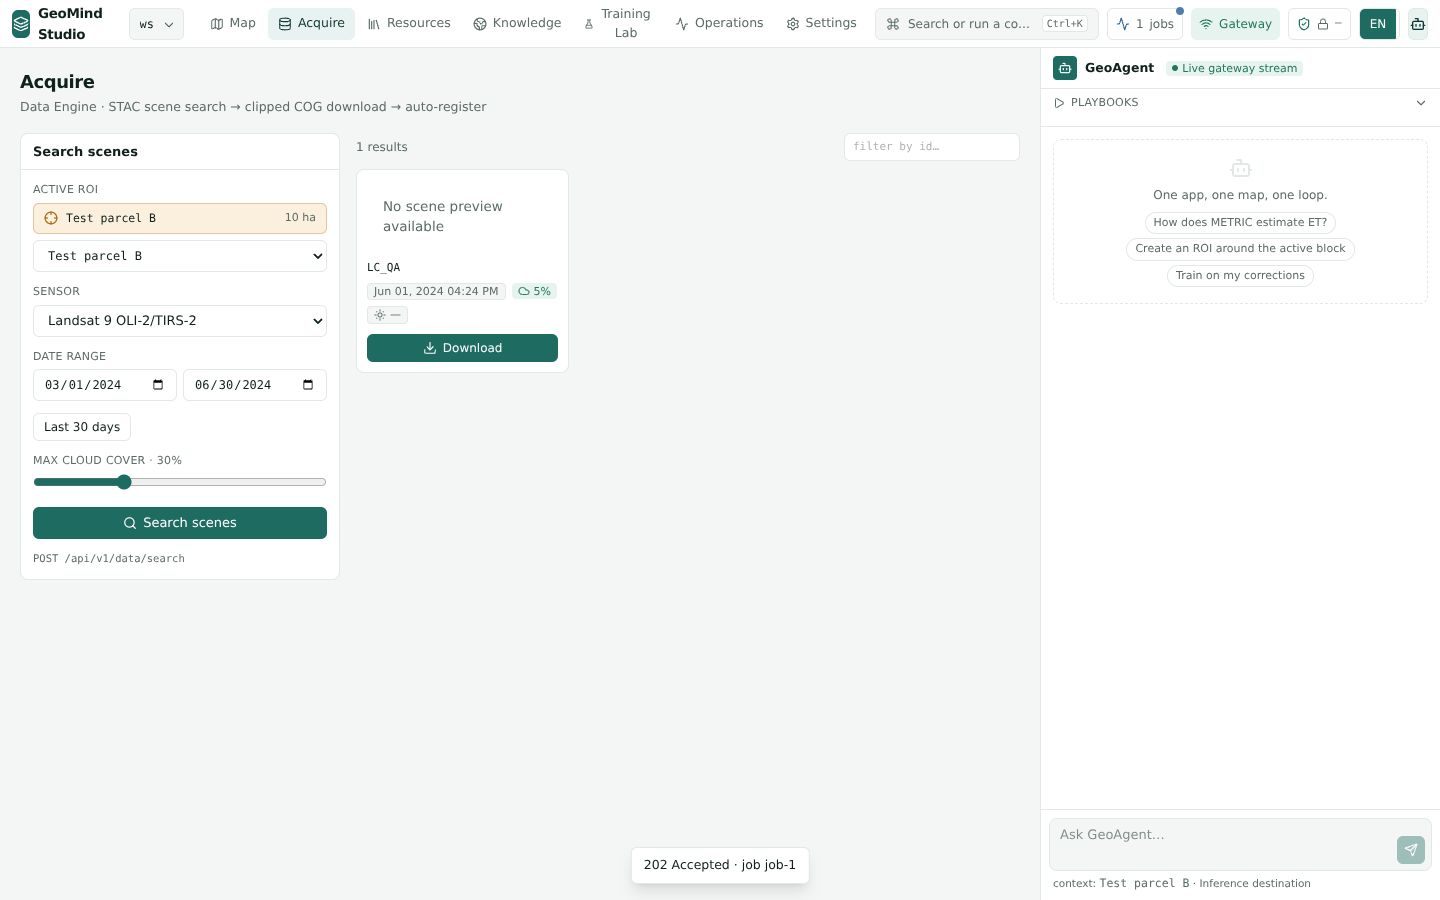 GeoMind
Studio
ws
Map
Acquire
Resources
Knowledge
Training
Lab
Operations
Settings
Search or run a co...
Ctrl+K
1 jobs
Gateway
—
EN
Acquire
Data Engine · STAC scene search → clipped COG download → auto-register
Search scenes
ACTIVE ROI
Test parcel B
10 ha
Test parcel B
SENSOR
Landsat 9 OLI-2/TIRS-2
DATE RANGE
03/01/2024
06/30/2024
Last 30 days
MAX CLOUD COVER · 30%
Search scenes
POST /api/v1/data/search
1 results
filter by id…
No scene preview
available
LC_QA
Jun 01, 2024 04:24 PM
5%
—
Download
202 Accepted · job job-1
GeoAgent
Live gateway stream
PLAYBOOKS
One app, one map, one loop.
How does METRIC estimate ET?
Create an ROI around the active block
Train on my corrections
Ask GeoAgent…
context: Test parcel B · Inference destination